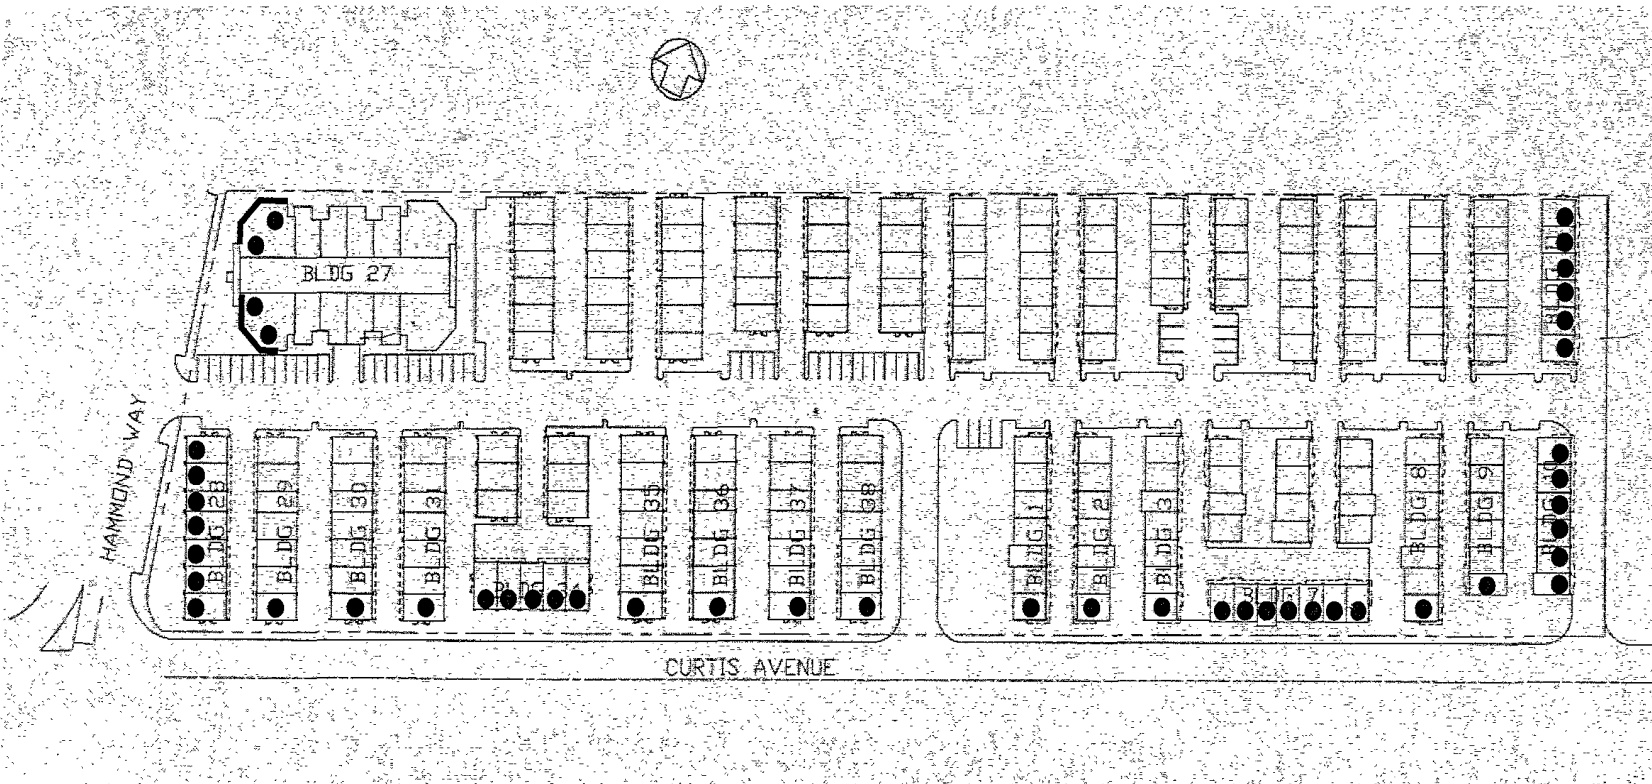 BLDG 27
HAMMOND WAY
BLDG 28
BLDG 29
BLDG 30
BLDG 31
BLDG 34
BLDG 35
BLDG 36
BLDG 37
BLDG 38
BLDG 1
BLDG 2
BLDG 3
BLDG 7
BLDG 8
BLDG 9
BLDG 10
CURTIS AVENUE